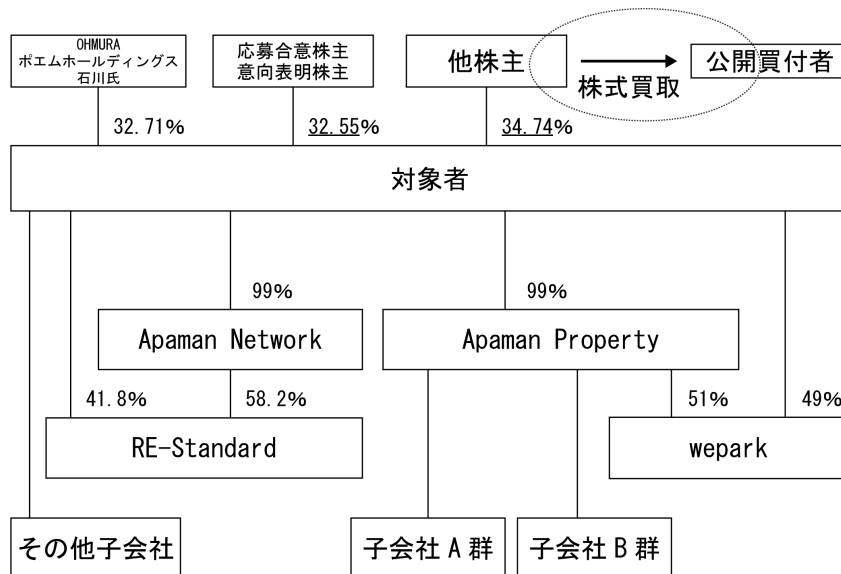 OHMURA
ポエムホールディングス
石川氏
応募合意株主
意向表明株主
他株主
株式買取
公開買付者
32.71%
32.55%
34.74%
対象者
99%
99%
Apaman Network
Apaman Property
41.8%
58.2%
51%
49%
RE-Standard
wepark
その他子会社
子会社A群
子会社B群